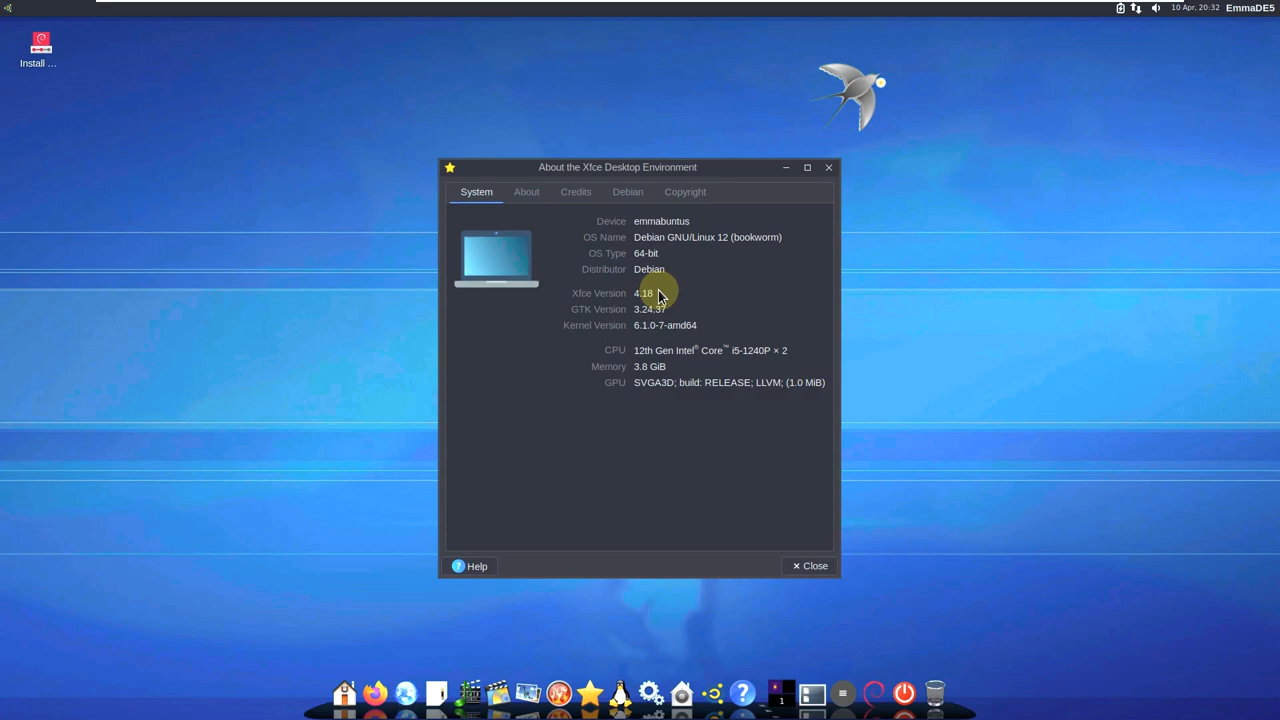 10 Apr, 20:32 EmmaDE5
Install ...
About the Xfce Desktop Environment
System About Credits Debian Copyright
Device emmabuntus
OS Name Debian GNU/Linux 12 (bookworm)
OS Type 64-bit
Distributor Debian
Xfce Version 4.18
GTK Version 3.24.37
Kernel Version 6.1.0-7-amd64
CPU 12th Gen Intel® Core™ i5-1240P × 2
Memory 3.8 GiB
GPU SVGA3D; build: RELEASE; LLVM; (1.0 MiB)
? Help × Close
? 1